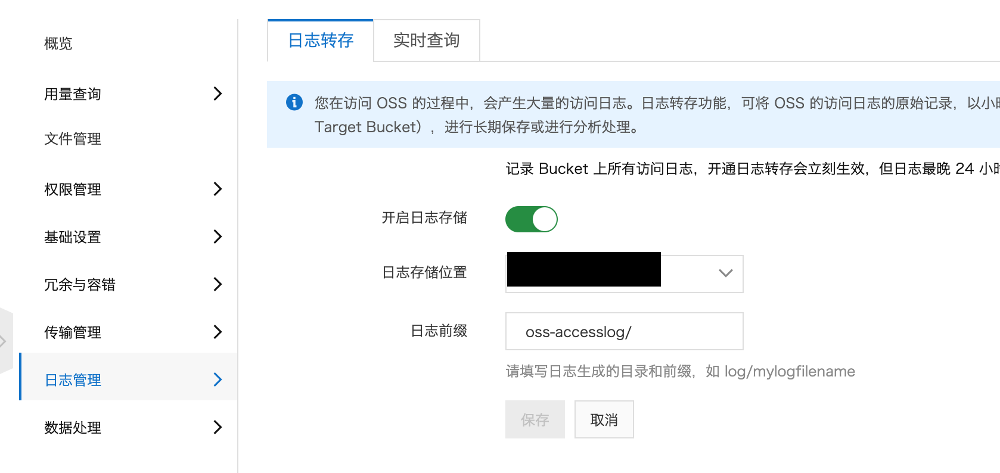 概览
用量查询
文件管理
权限管理
基础设置
冗余与容错
传输管理
日志管理
数据处理
日志转存
实时查询
您在访问 OSS 的过程中，会产生大量的访问日志。日志转存功能，可将 OSS 的访问日志的原始记录，以小
Target Bucket），进行长期保存或进行分析处理。
记录 Bucket 上所有访问日志，开通日志转存会立刻生效，但日志最晚 24 小
开启日志存储
日志存储位置
日志前缀
oss-accesslog/
请填写日志生成的目录和前缀，如 log/mylogfilename
保存
取消